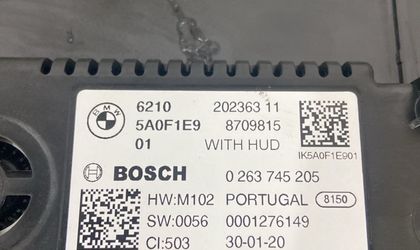 6210 202363 11
5A0F1E9 8709815
01 WITH HUD
IK5A0F1E901
BOSCH 0 263 745 205
HW:M102 PORTUGAL 8150
SW:0056 0001276149
CI:503 30-01-20